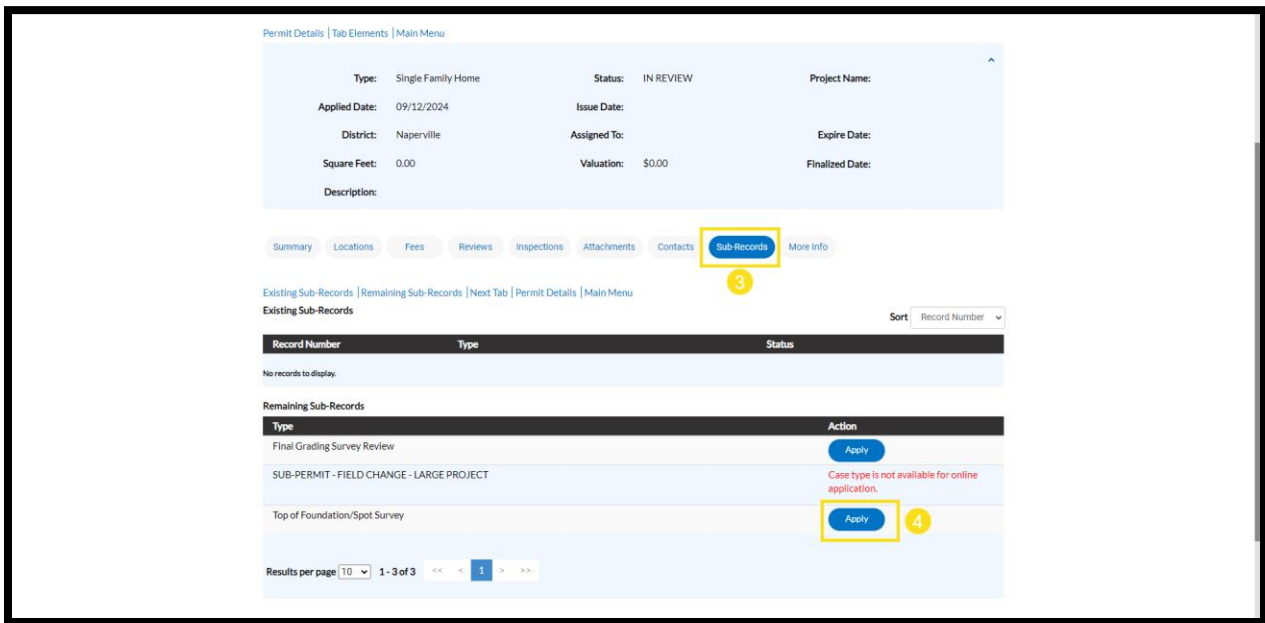 Permit Details | Tab Elements | Main Menu
Type: Single Family Home Status: IN REVIEW Project Name:
Applied Date: 09/12/2024 Issue Date:
District: Naperville Assigned To: Expire Date:
Square Feet: 0.00 Valuation: $0.00 Finalized Date:
Description:
Summary Locations Fees Reviews Inspections Attachments Contacts Sub-Records More Info
3
Existing Sub-Records | Remaining Sub-Records | Next Tab | Permit Details | Main Menu
Existing Sub-Records
Sort Record Number
Record Number Type Status
No records to display.
Remaining Sub-Records
Type Action
Final Grading Survey Review Apply
SUB-PERMIT - FIELD CHANGE - LARGE PROJECT Case type is not available for online
application.
Top of Foundation/Spot Survey Apply 4
Results per page 10 1 - 3 of 3 << < 1 > >>